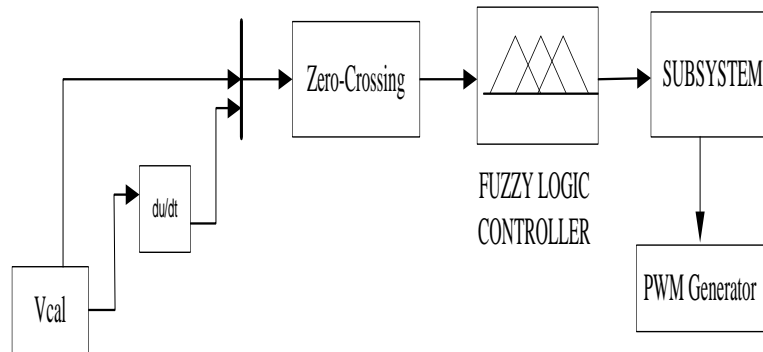 Zero-Crossing
SUBSYSTEM
FUZZY LOGIC
CONTROLLER
du/dt
Vcal
PWM Generator